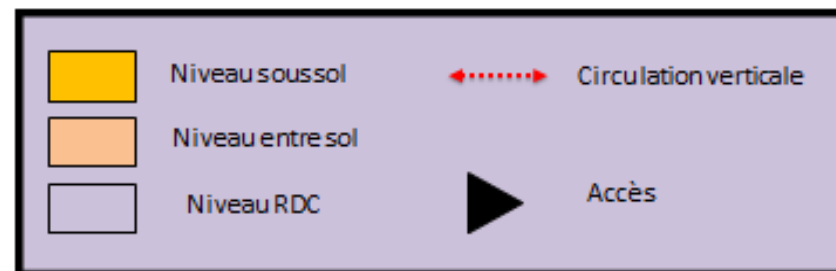 Niveau sous sol
Circulation verticale
Niveau entre sol
Niveau RDC
Accès